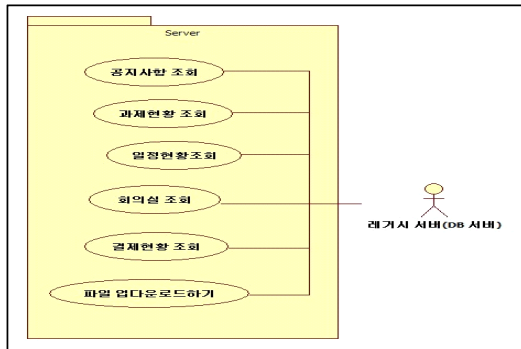 Server
공지사항 조회
과제현황 조회
일정현황조회
회의실 조회
레거시 서버(DB 서버)
결제현황 조회
파일 업다운로드하기